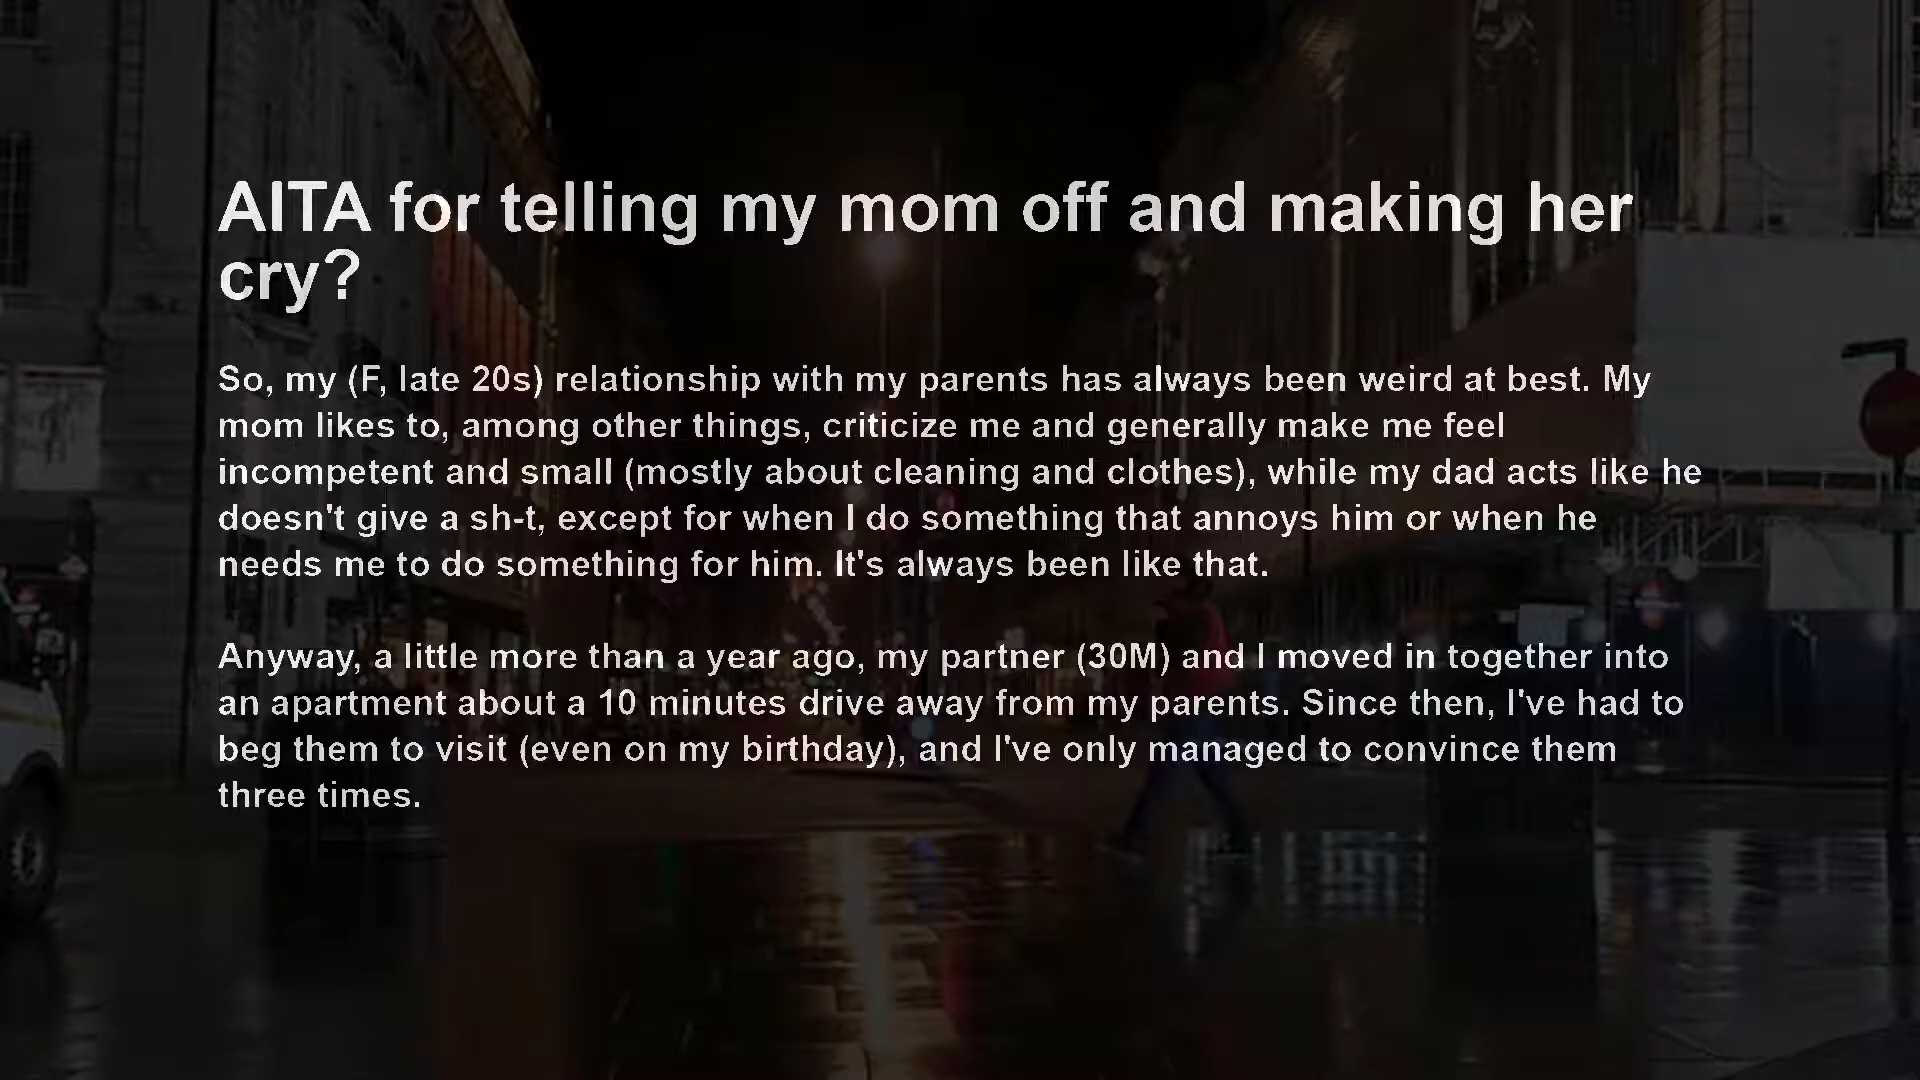 AITA for telling my mom off and making her
cry?
So, my (F, late 20s) relationship with my parents has always been weird at best. My
mom likes to, among other things, criticize me and generally make me feel
incompetent and small (mostly about cleaning and clothes), while my dad acts like he
doesn't give a sh-t, except for when I do something that annoys him or when he
needs me to do something for him. It's always been like that.
Anyway, a little more than a year ago, my partner (30M) and I moved in together into
an apartment about a 10 minutes drive away from my parents. Since then, I've had to
beg them to visit (even on my birthday), and I've only managed to convince them
three times.